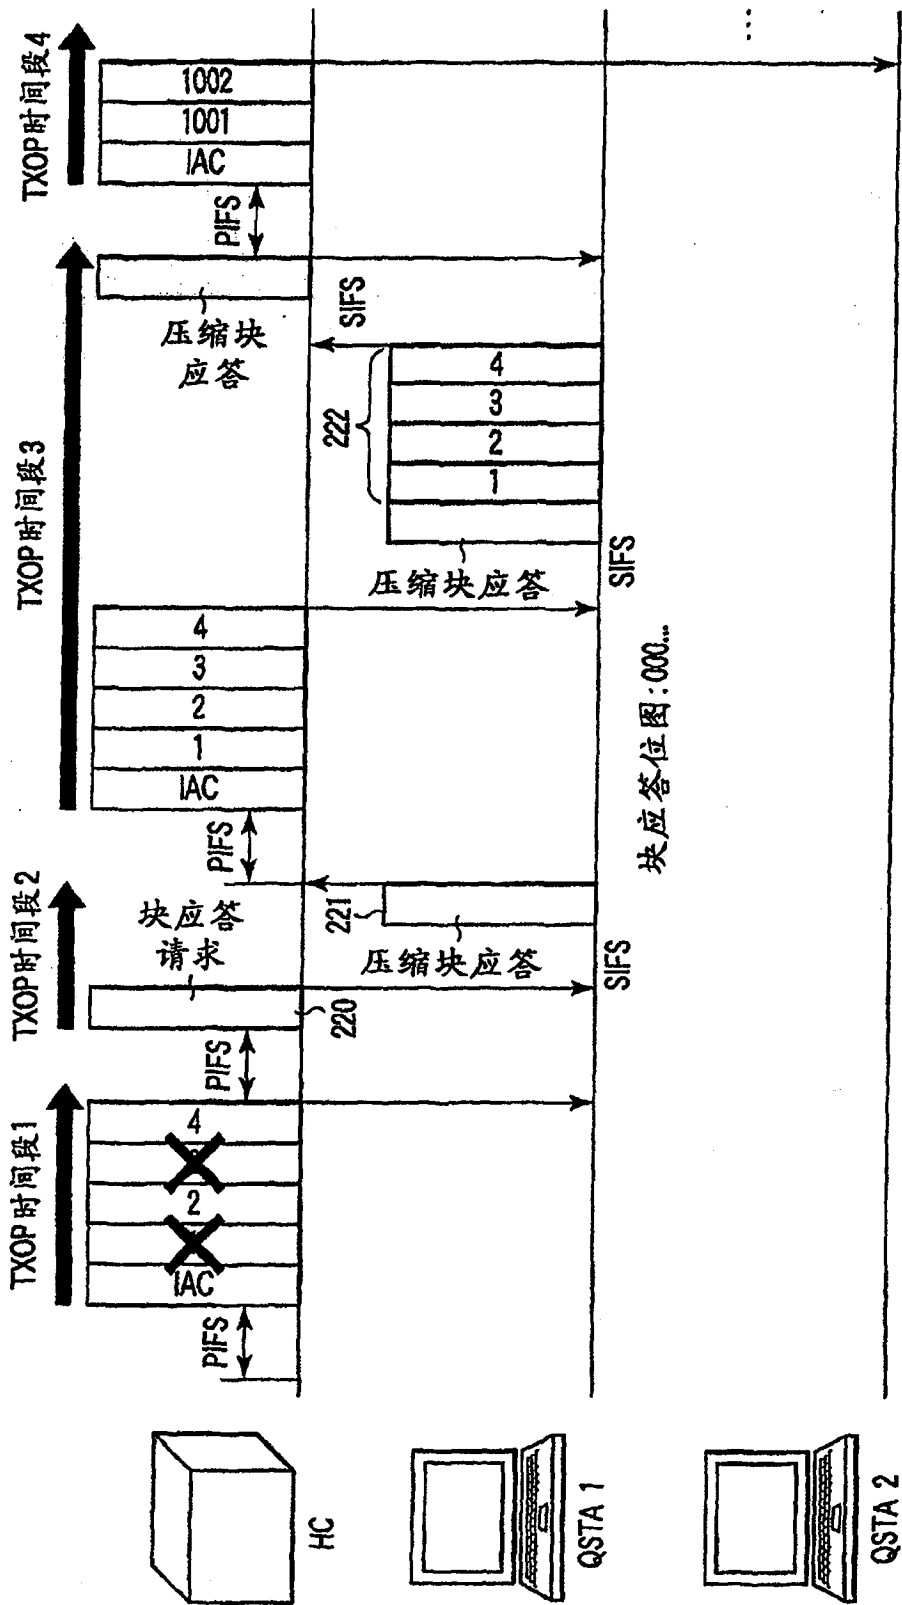 TXOP时间段1
TXOP时间段2
TXOP时间段3
TXOP时间段4
HC
PIFS
IAC
2
4
PIFS
块应答
请求
220
PIFS
IAC
1
2
3
4
压缩块
应答
PIFS
IAC
1001
1002
QSTA 1
SIFS
压缩块应答
221
块应答位图:000...
SIFS
压缩块应答
1
2
3
4
222
SIFS
QSTA 2
...